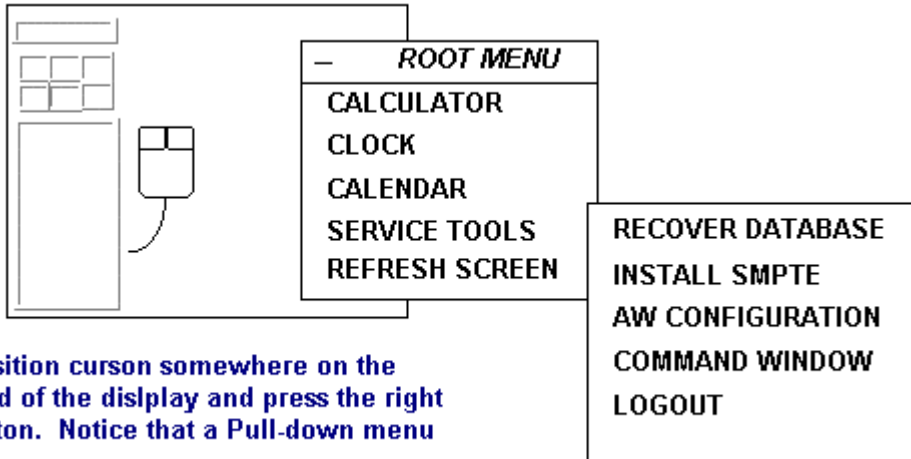 ROOT MENU
CALCULATOR
CLOCK
CALENDAR
SERVICE TOOLS
REFRESH SCREEN
RECOVER DATABASE
INSTALL SMPTE
AW CONFIGURATION
COMMAND WINDOW
LOGOUT
sition curson somewhere on the
d of the dislplay and press the right
ton. Notice that a Pull-down menu